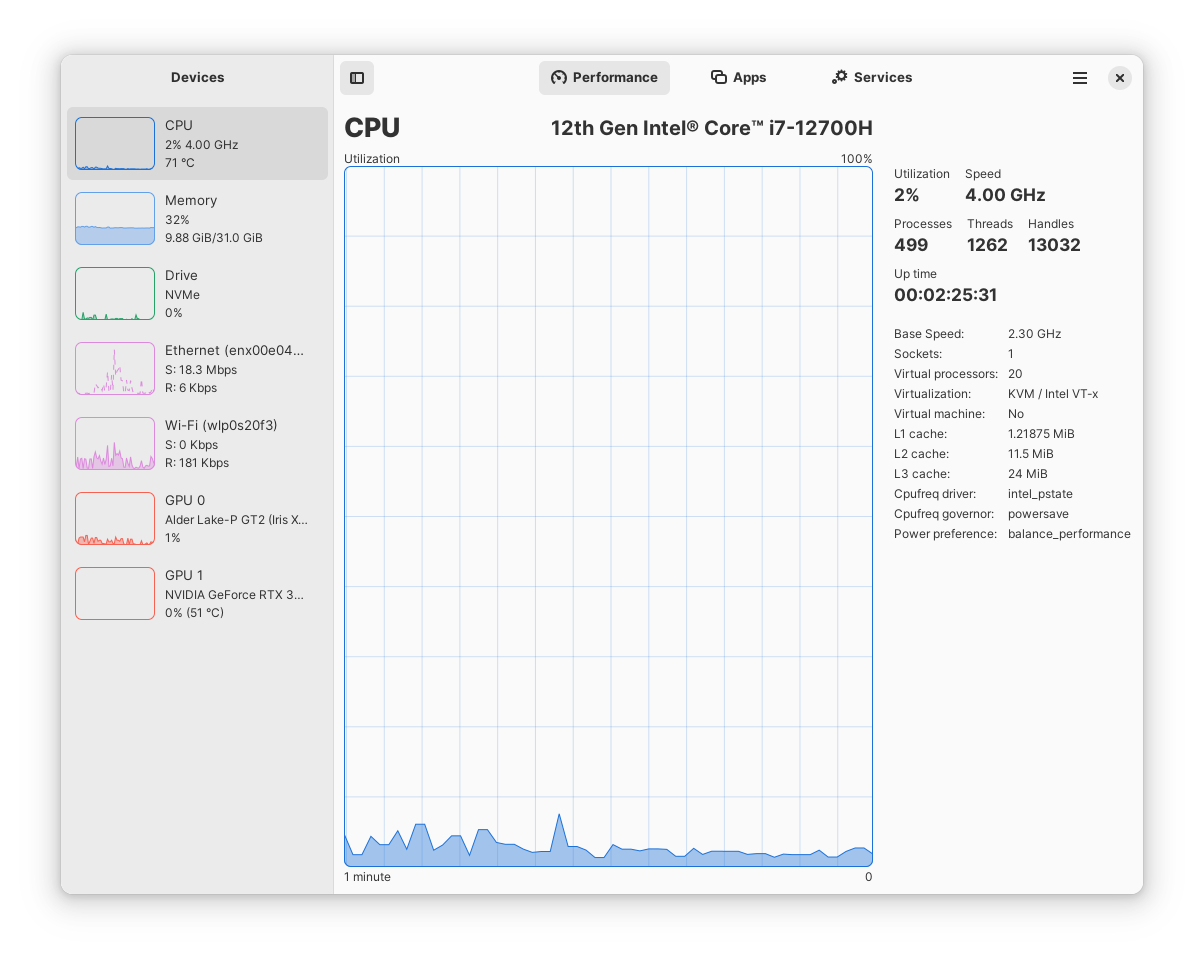 Devices
CPU
2% 4.00 GHz
71 °C
Memory
32%
9.88 GiB/31.0 GiB
Drive
NVMe
0%
Ethernet (enx00e04...
S: 18.3 Mbps
R: 6 Kbps
Wi-Fi (wlp0s20f3)
S: 0 Kbps
R: 181 Kbps
GPU 0
Alder Lake-P GT2 (Iris X...
1%
GPU 1
NVIDIA GeForce RTX 3...
0% (51 °C)
Performance Apps Services
CPU 12th Gen Intel® Core™ i7-12700H
Utilization 100%
1 minute 0
Utilization Speed
2% 4.00 GHz
Processes Threads Handles
499 1262 13032
Up time
00:02:25:31
Base Speed: 2.30 GHz
Sockets: 1
Virtual processors: 20
Virtualization: KVM / Intel VT-x
Virtual machine: No
L1 cache: 1.21875 MiB
L2 cache: 11.5 MiB
L3 cache: 24 MiB
Cpufreq driver: intel_pstate
Cpufreq governor: powersave
Power preference: balance_performance